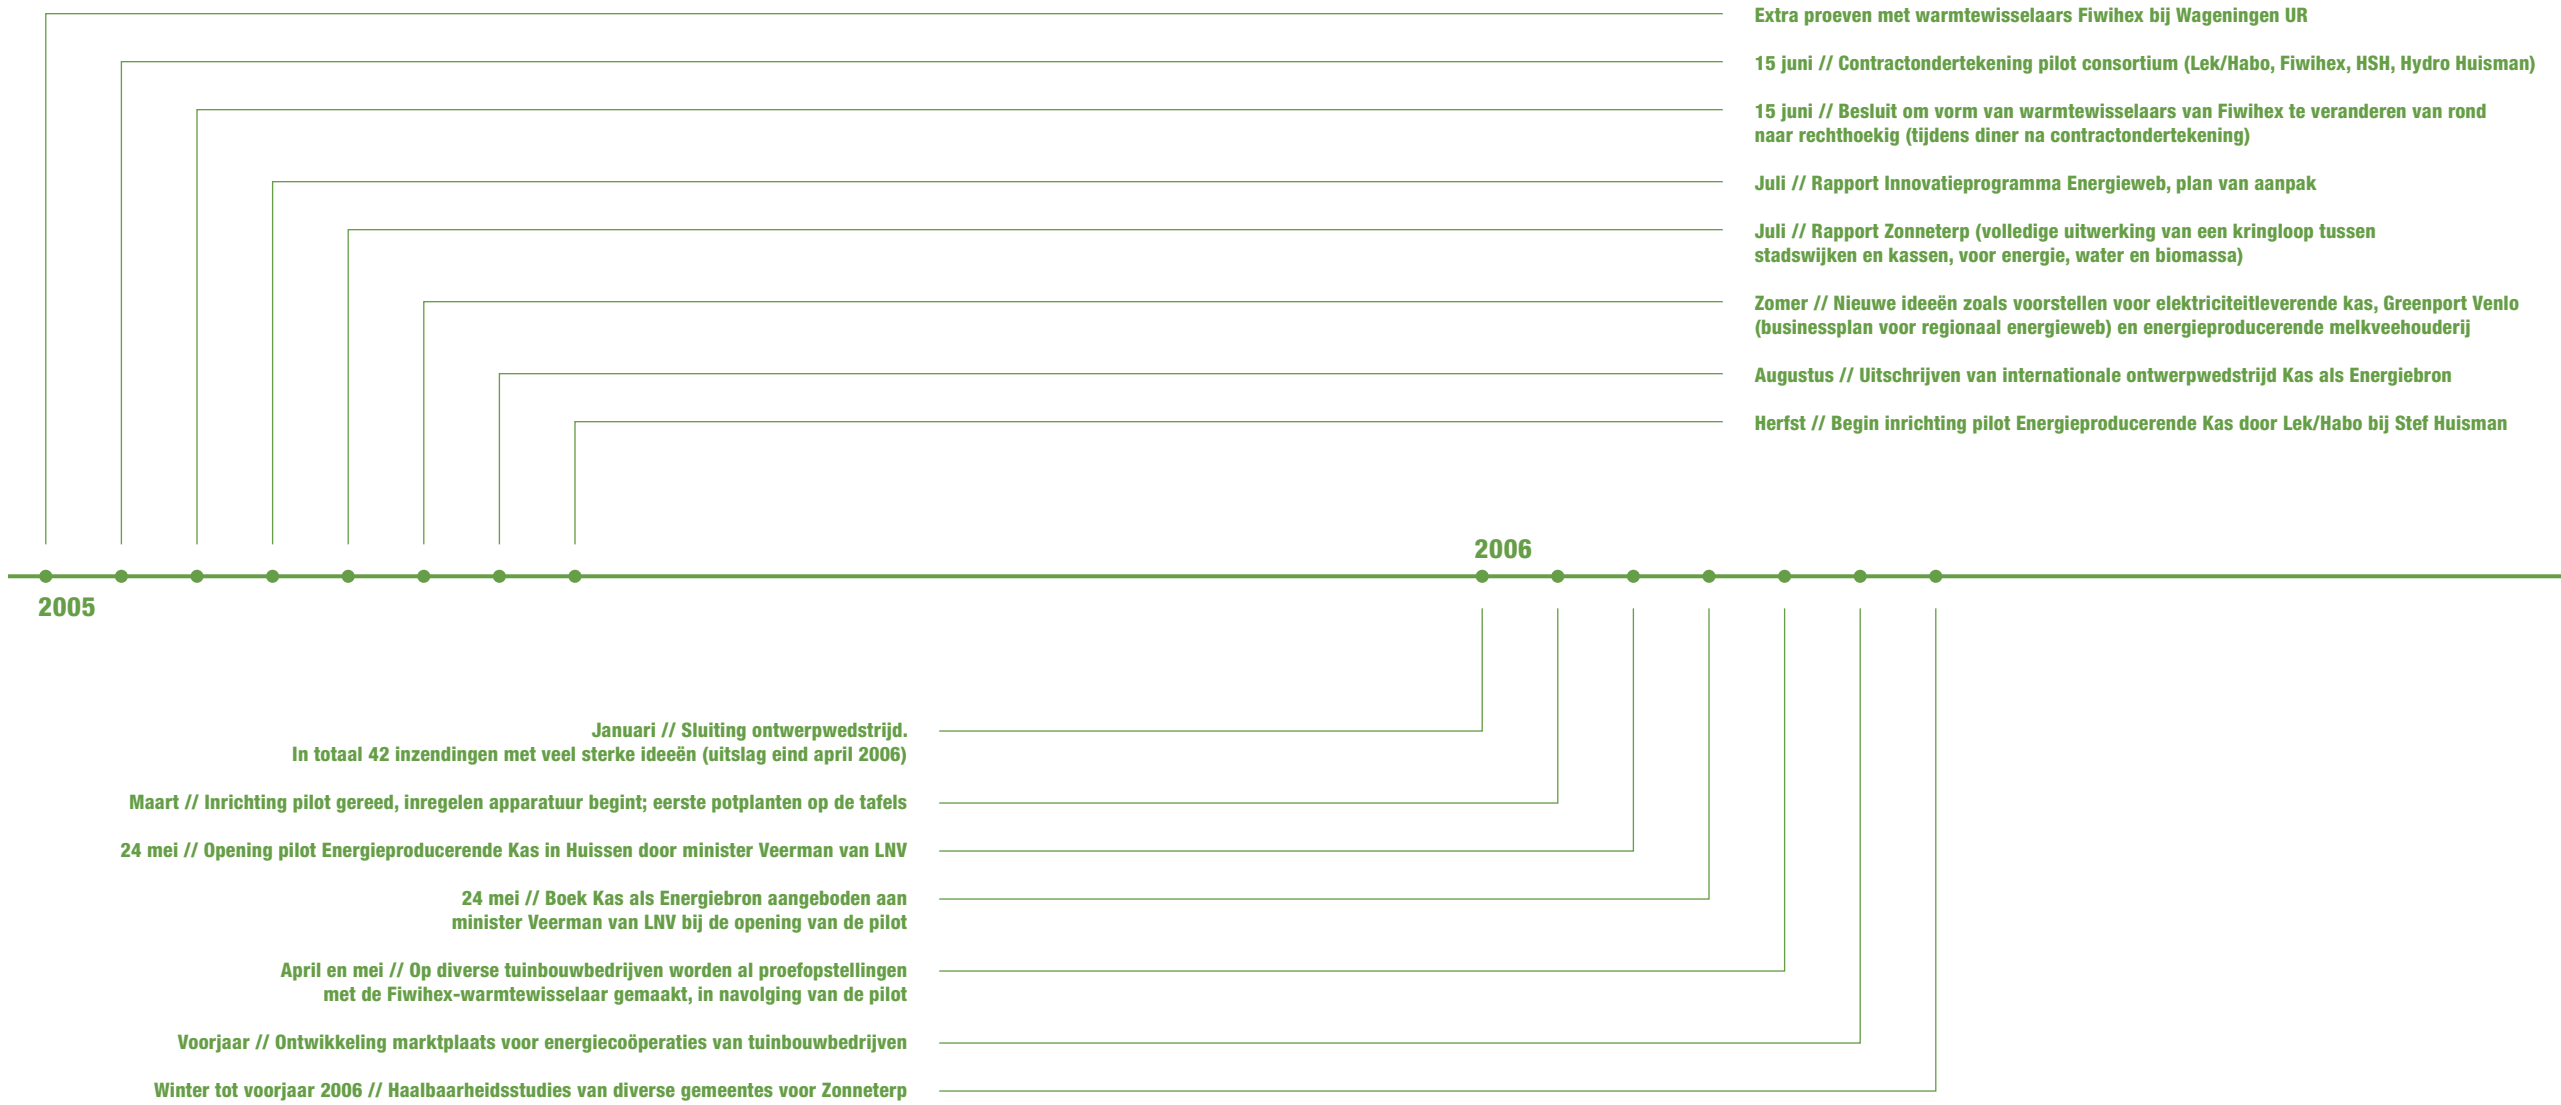 Extra proeven met warmtewisselaars Fiwihex bij Wageningen UR
15 juni // Contractondertekening pilot consortium (Lek/Habo, Fiwihex, HSH, Hydro Huisman)
15 juni // Besluit om vorm van warmtewisselaars van Fiwihex te veranderen van rond
naar rechthoekig (tijdens diner na contractondertekening)
Juli // Rapport Innovatieprogramma Energieweb, plan van aanpak
Juli // Rapport Zonneterp (volledige uitwerking van een kringloop tussen
stadswijken en kassen, voor energie, water en biomassa)
Zomer // Nieuwe ideeën zoals voorstellen voor elektriciteitleverende kas, Greenport Venlo
(businessplan voor regionaal energieweb) en energieproducerende melkveehouderij
Augustus // Uitschrijven van internationale ontwerpwedstrijd Kas als Energiebron
Herfst // Begin inrichting pilot Energieproducerende Kas door Lek/Habo bij Stef Huisman
2006
2005
Januari // Sluiting ontwerpwedstrijd.
In totaal 42 inzendingen met veel sterke ideeën (uitslag eind april 2006)
Maart // Inrichting pilot gereed, inregelen apparatuur begint; eerste potplanten op de tafels
24 mei // Opening pilot Energieproducerende Kas in Huissen door minister Veerman van LNV
24 mei // Boek Kas als Energiebron aangeboden aan
minister Veerman van LNV bij de opening van de pilot
April en mei // Op diverse tuinbouwbedrijven worden al proefopstellingen
met de Fiwihex-warmtewisselaar gemaakt, in navolging van de pilot
Voorjaar // Ontwikkeling marktplaats voor energiecoöperaties van tuinbouwbedrijven
Winter tot voorjaar 2006 // Haalbaarheidsstudies van diverse gemeentes voor Zonneterp